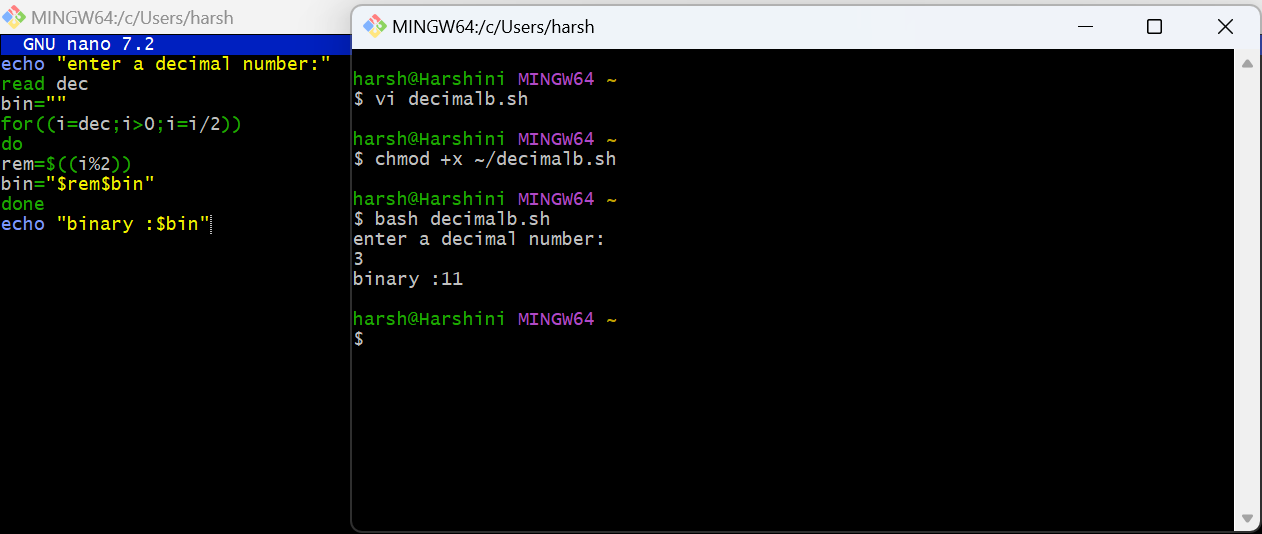 MINGW64:/c/Users/harsh
GNU nano 7.2
echo "enter a decimal number:"
read dec
bin=""
for((i=dec;i>0;i=i/2))
do
rem=$((i%2))
bin="$rem$bin"
done
echo "binary :$bin"
MINGW64:/c/Users/harsh
harsh@Harshini MINGW64 ~
$ vi decimalb.sh
harsh@Harshini MINGW64 ~
$ chmod +x ~/decimalb.sh
harsh@Harshini MINGW64 ~
$ bash decimalb.sh
enter a decimal number:
3
binary :11
harsh@Harshini MINGW64 ~
$